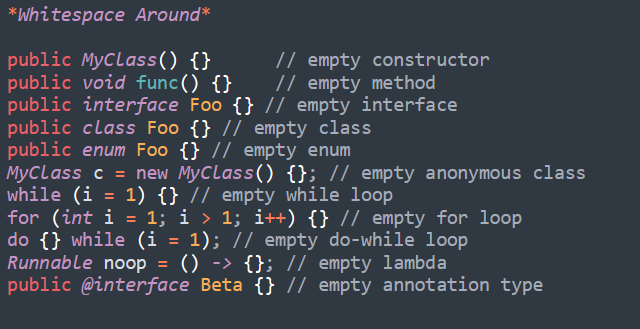 *Whitespace Around*
public MyClass() {}      // empty constructor
public void func() {}    // empty method
public interface Foo {} // empty interface
public class Foo {} // empty class
public enum Foo {} // empty enum
MyClass c = new MyClass() {}; // empty anonymous class
while (i = 1) {} // empty while loop
for (int i = 1; i > 1; i++) {} // empty for loop
do {} while (i = 1); // empty do-while loop
Runnable noop = () -> {}; // empty lambda
public @interface Beta {} // empty annotation type